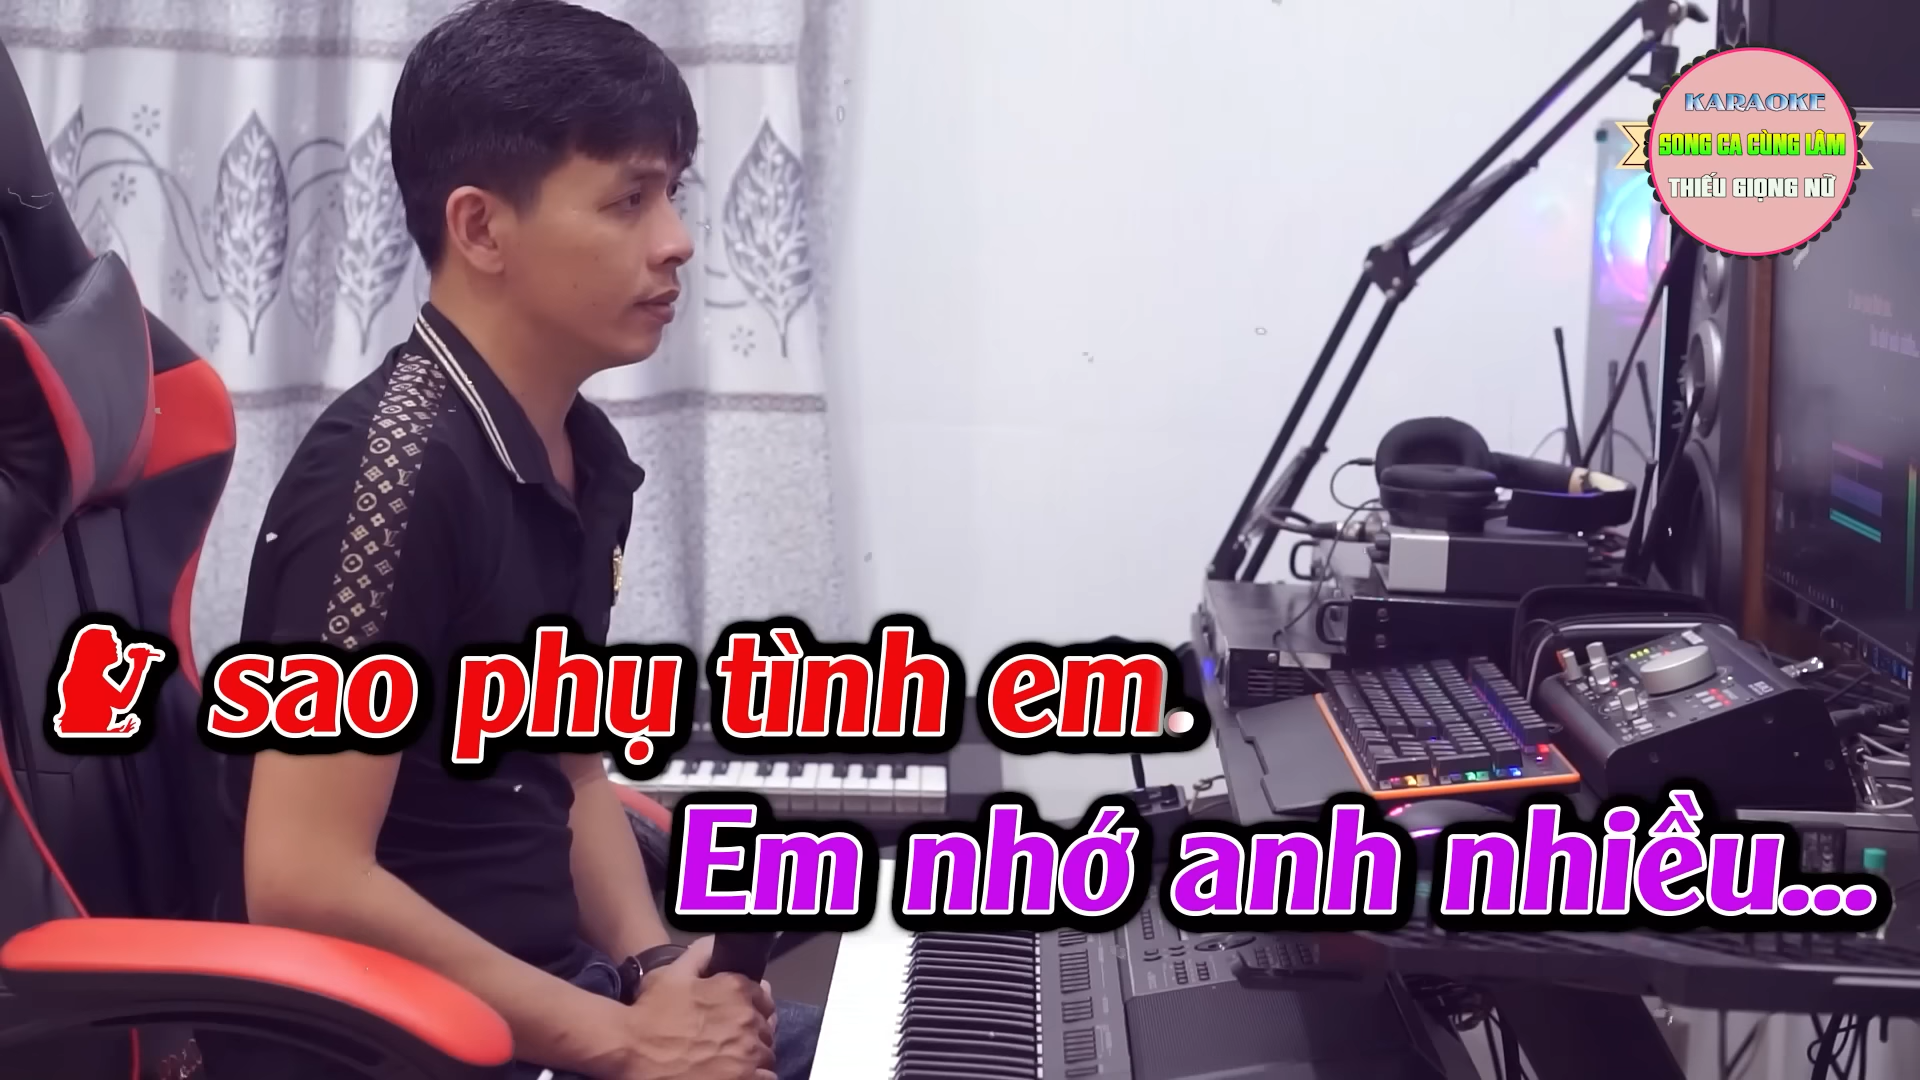 KARAOKE
SONG CA CÙNG LÂM
THIẾU GIỌNG NỮ
sao phụ tình em.
Em nhớ anh nhiều...